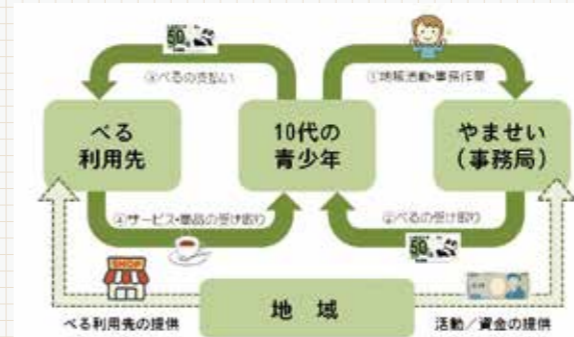 50
③べるの支払い
①地域活動・事務作業
べる
利用先
10代の
青少年
やませい
(事務局)
④サービス・商品の受け取り
②べるの受け取り
50
SHOP
地 域
べる利用先の提供
活動/資金の提供